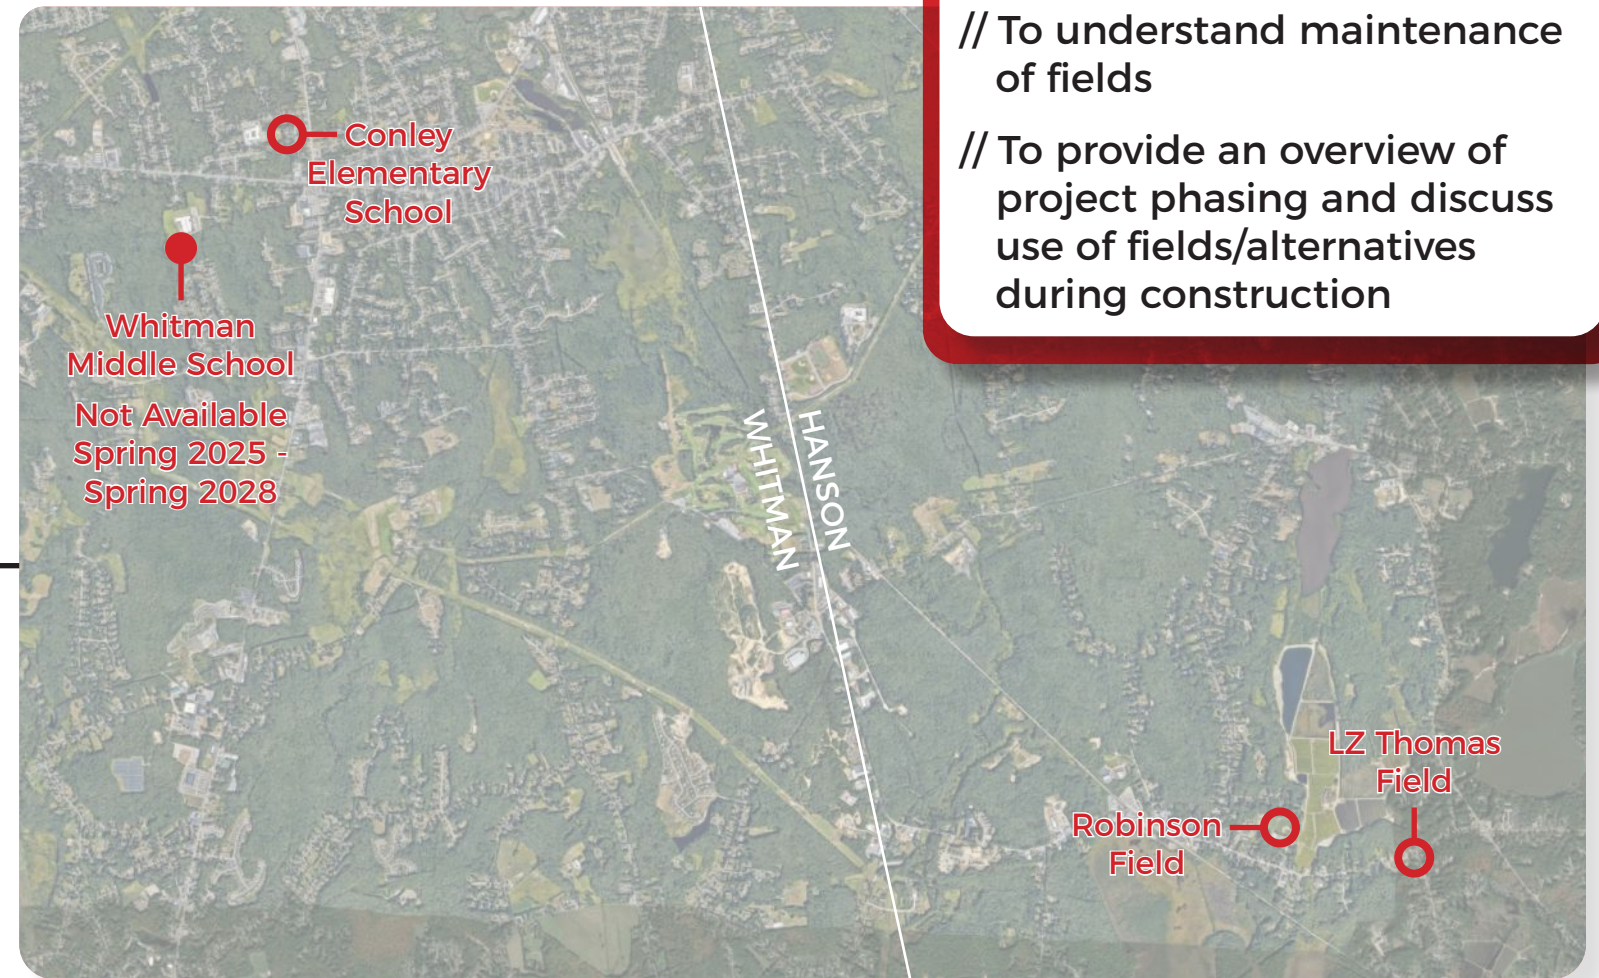 // To understand maintenance
of fields
// To provide an overview of
project phasing and discuss
use of fields/alternatives
during construction
Conley
Elementary
School
Whitman
Middle School
Not Available
Spring 2025 -
Spring 2028
WHITMAN
HANSON
LZ Thomas
Field
Robinson
Field